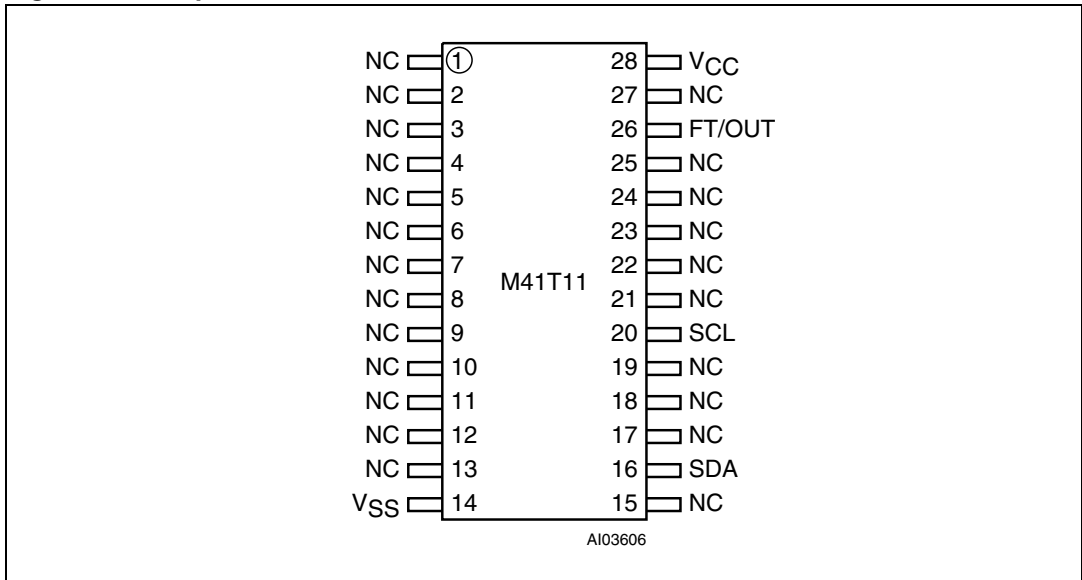 NC 1 28 VCC
NC 2 27 NC
NC 3 26 FT/OUT
NC 4 25 NC
NC 5 24 NC
NC 6 23 NC
NC 7 22 NC
M41T11
NC 8 21 NC
NC 9 20 SCL
NC 10 19 NC
NC 11 18 NC
NC 12 17 NC
NC 13 16 SDA
VSS 14 15 NC
AI03606